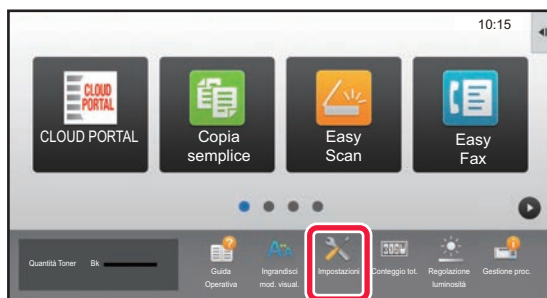 10:15
CLOUD
PORTAL
CLOUD PORTAL
Copia
semplice
Easy
Scan
Easy
Fax
Quantità Toner Bk
Guida
Operativa
Ingrandisci
mod. visual.
Impostazioni
Conteggio tot.
Regolazione
luminosità
Gestione proc.